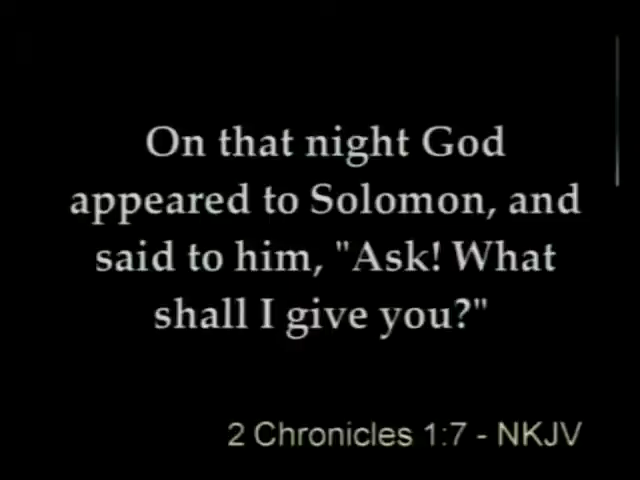 On that night God
appeared to Solomon, and
said to him, "Ask! What
shall I give you?"
2 Chronicles 1:7 - NKJV